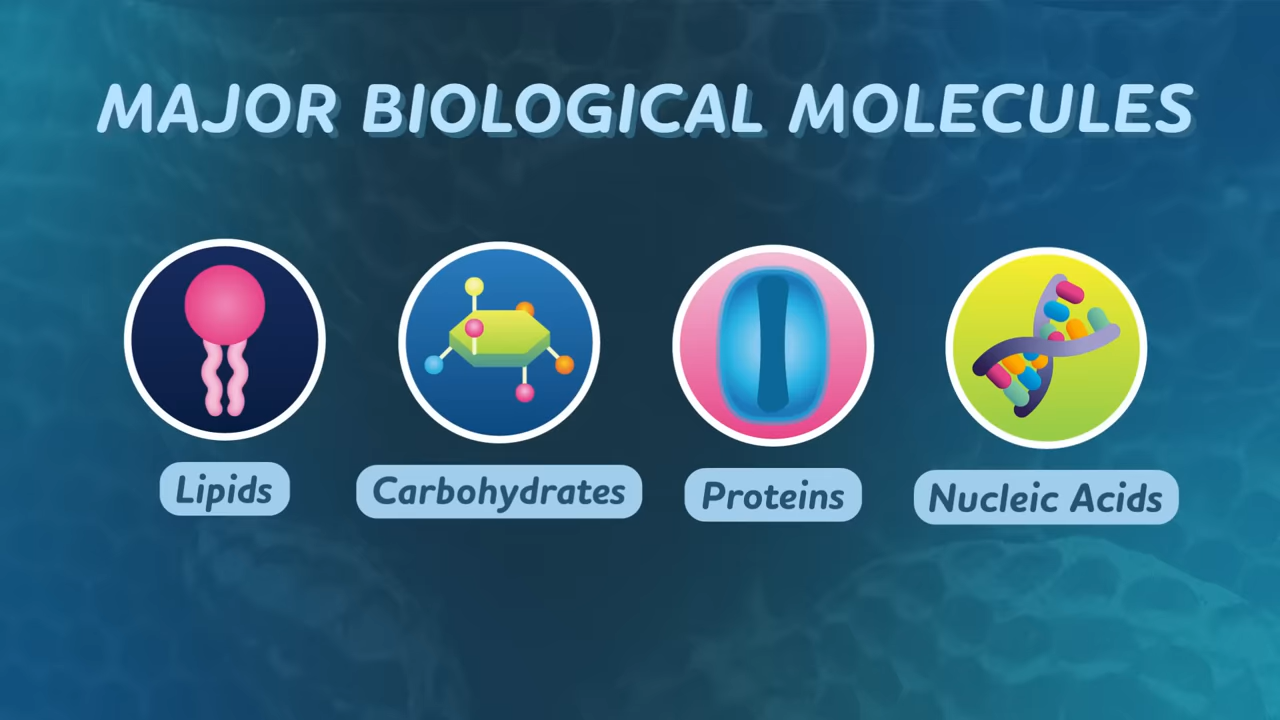 MAJOR BIOLOGICAL MOLECULES
Lipids
Carbohydrates
Proteins
Nucleic Acids